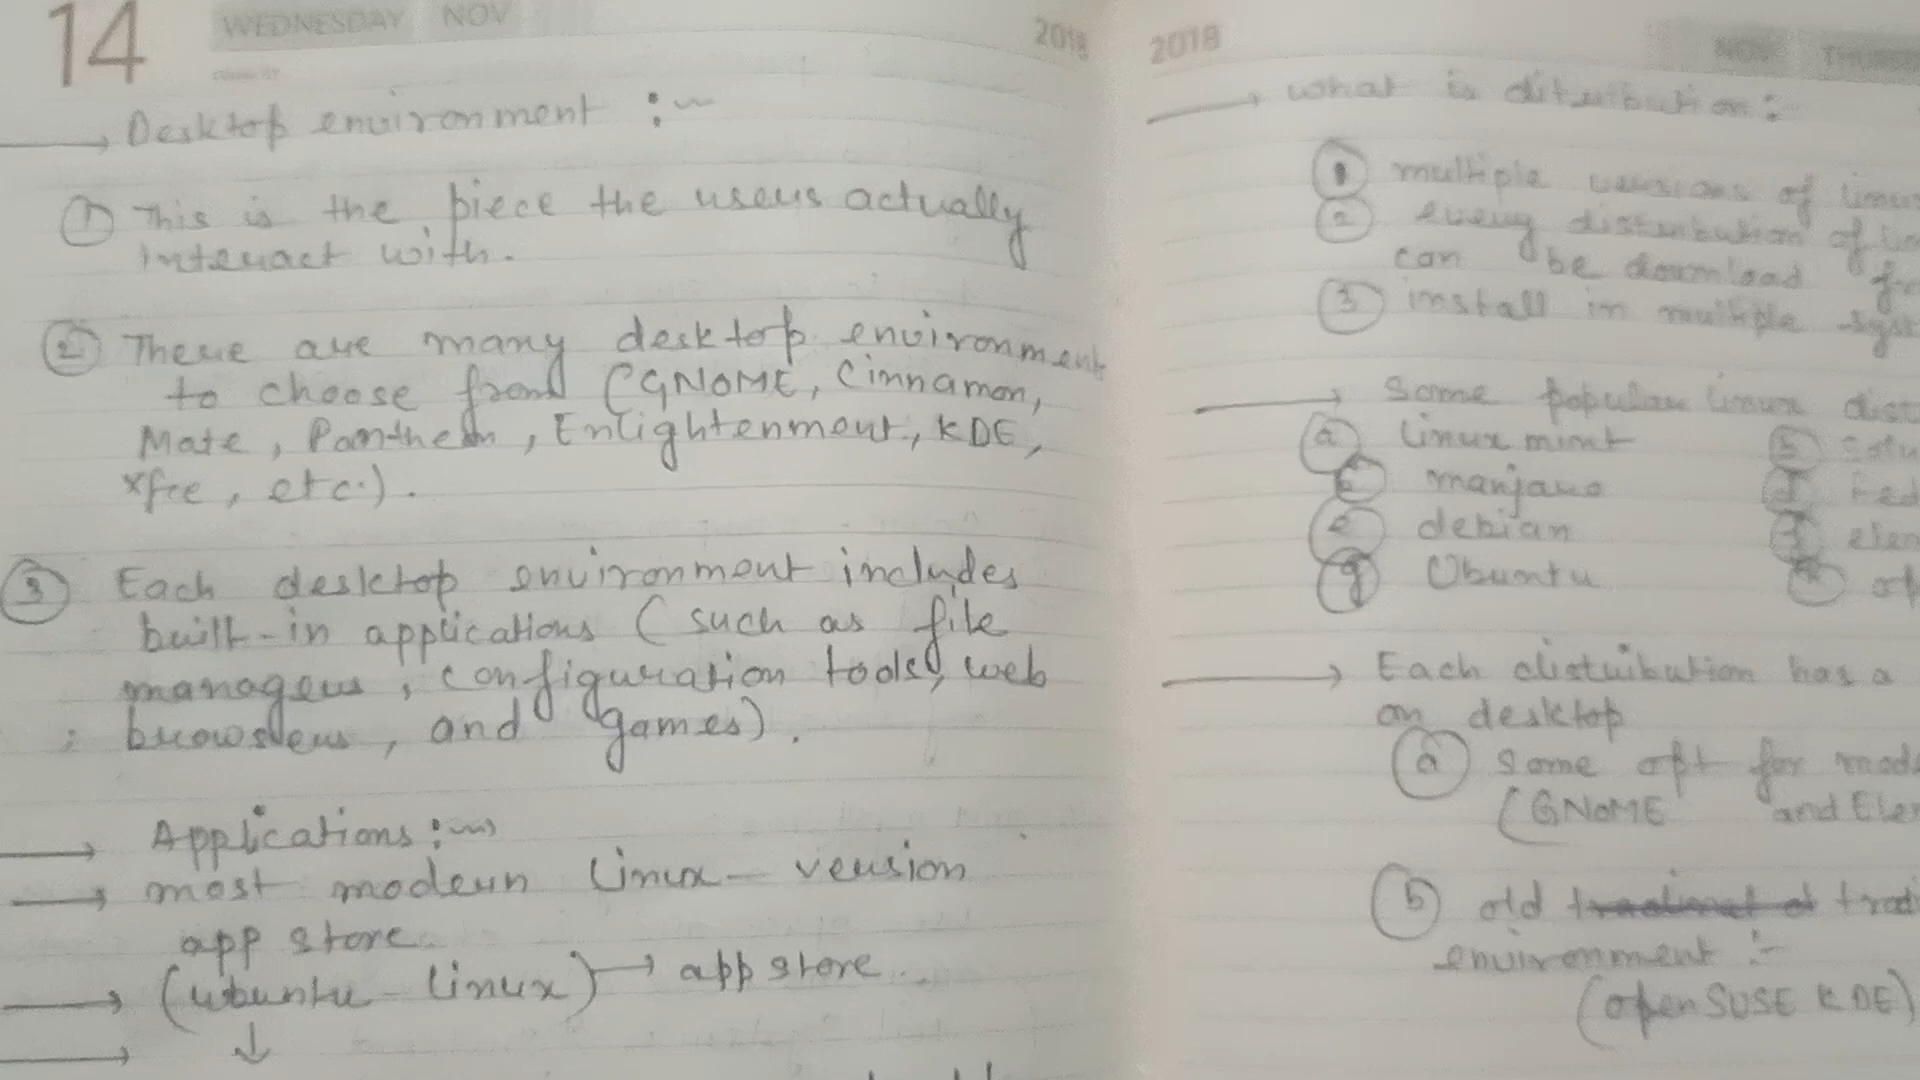 14 WEDNESDAY NOV 2018
→ Desktop environment :~
① This is the piece the users actually
interact with.
② There are many desktop environment
to choose from (GNOME, Cinnamon,
Mate, Pantheon, Enlightenment, KDE,
xfce, etc.).
③ Each desktop environment includes
built-in applications (such as file
managers, configuration tools, web
browsers, and games).
→ Applications :~
→ most modern Linux - version
app store.
→ (ubuntu - linux) → app store.
→ ↓
2018 NOV
→ what is ditribution :-
① multiple versions of
② every distribution of
can be download
③ install in multiple
→ Some popular linux
ⓐ Linux mint
manjaro
debian
Ubuntu
→ Each distribution has a
on desktop
ⓐ Some opt for
(GNOME and
ⓑ old
environment :-
(openSUSE KDE)